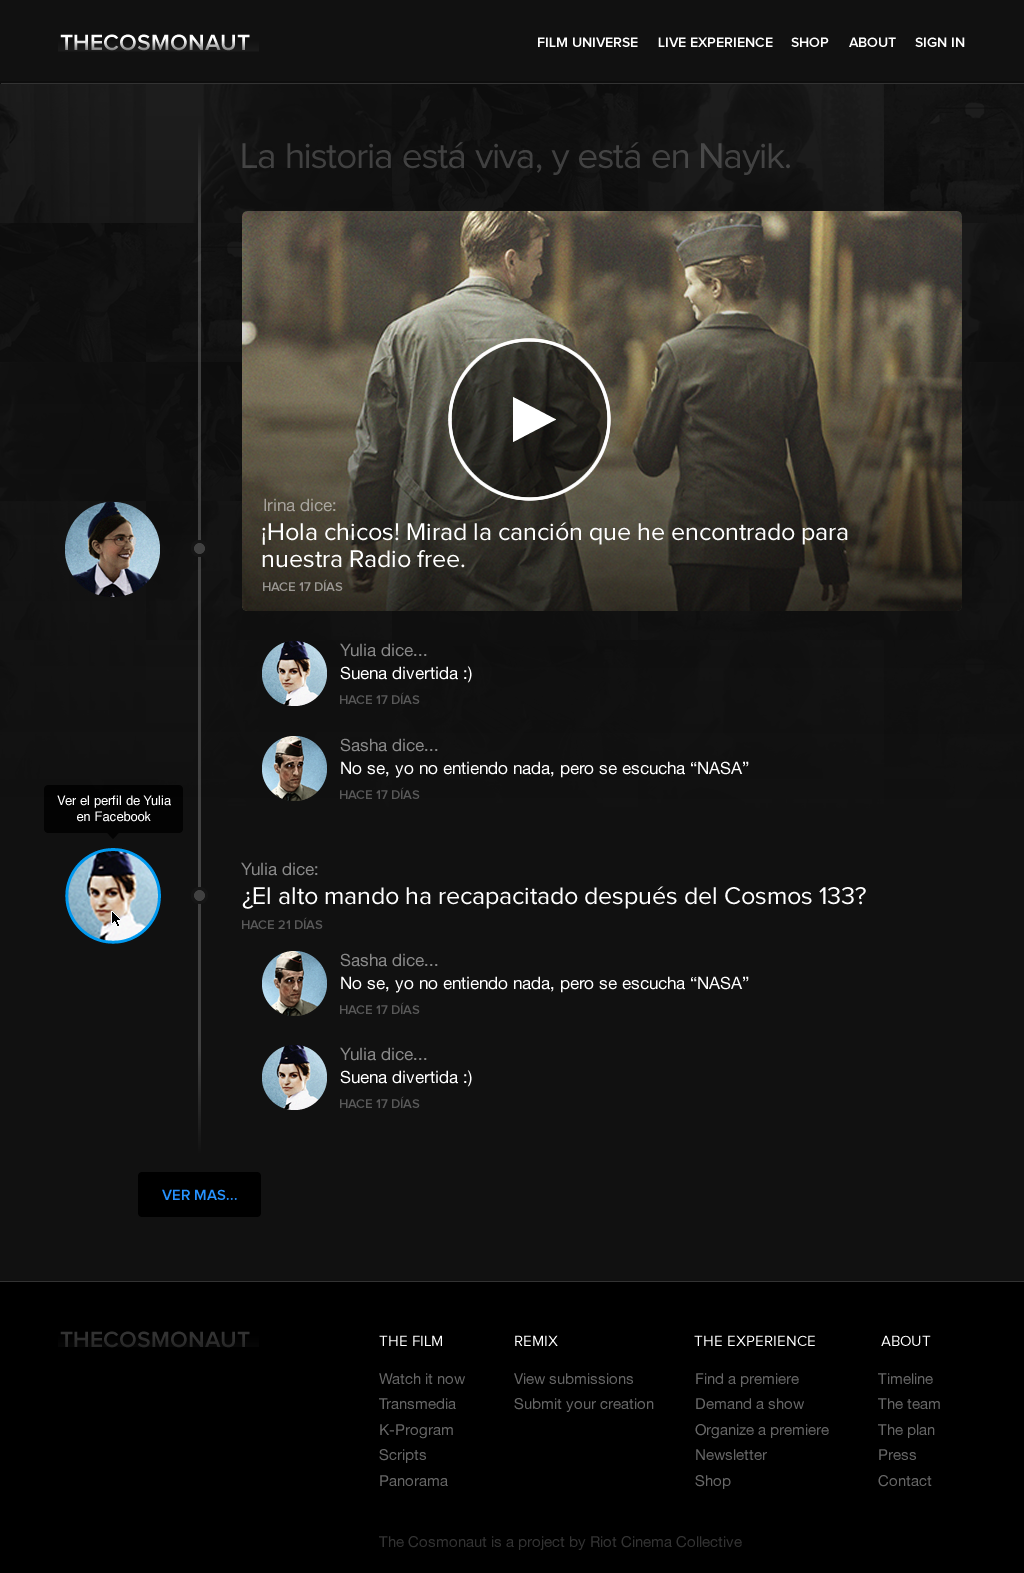 THECOSMONAUT
FILM UNIVERSE LIVE EXPERIENCE SHOP ABOUT SIGN IN
La historia está viva, y está en Nayik.
Irina dice:
¡Hola chicos! Mirad la canción que he encontrado para
nuestra Radio free.
HACE 17 DÍAS
Yulia dice...
Suena divertida :)
HACE 17 DÍAS
Sasha dice...
No se, yo no entiendo nada, pero se escucha “NASA”
HACE 17 DÍAS
Ver el perfil de Yulia
en Facebook
Yulia dice:
¿El alto mando ha recapacitado después del Cosmos 133?
HACE 21 DÍAS
Sasha dice...
No se, yo no entiendo nada, pero se escucha “NASA”
HACE 17 DÍAS
Yulia dice...
Suena divertida :)
HACE 17 DÍAS
VER MAS...
THECOSMONAUT
THE FILM
Watch it now
Transmedia
K-Program
Scripts
Panorama
REMIX
View submissions
Submit your creation
THE EXPERIENCE
Find a premiere
Demand a show
Organize a premiere
Newsletter
Shop
ABOUT
Timeline
The team
The plan
Press
Contact
The Cosmonaut is a project by Riot Cinema Collective